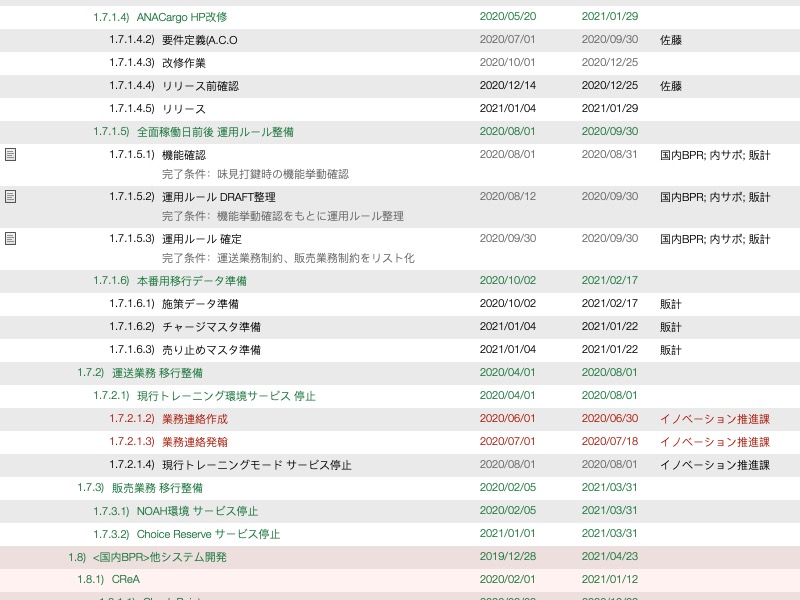 1.7.1.4) ANACargo HP改修 2020/05/20 2021/01/29
1.7.1.4.2) 要件定義(A.C.O 2020/07/01 2020/09/30 佐藤
1.7.1.4.3) 改修作業 2020/10/01 2020/12/25
1.7.1.4.4) リリース前確認 2020/12/14 2020/12/25 佐藤
1.7.1.4.5) リリース 2021/01/04 2021/01/29
1.7.1.5) 全面稼働日前後 運用ルール整備 2020/08/01 2020/09/30
1.7.1.5.1) 機能確認 2020/08/01 2020/08/31 国内BPR; 内サポ; 販計
完了条件：味見打鍵時の機能挙動確認
1.7.1.5.2) 運用ルール DRAFT整理 2020/08/12 2020/09/30 国内BPR; 内サポ; 販計
完了条件：機能挙動確認をもとに運用ルール整理
1.7.1.5.3) 運用ルール 確定 2020/09/30 2020/09/30 国内BPR; 内サポ; 販計
完了条件：運送業務制約、販売業務制約をリスト化
1.7.1.6) 本番用移行データ準備 2020/10/02 2021/02/17
1.7.1.6.1) 施策データ準備 2020/10/02 2021/02/17 販計
1.7.1.6.2) チャージマスタ準備 2021/01/04 2021/01/22 販計
1.7.1.6.3) 売り止めマスタ準備 2021/01/04 2021/01/22 販計
1.7.2) 運送業務 移行整備 2020/04/01 2020/08/01
1.7.2.1) 現行トレーニング環境サービス 停止 2020/04/01 2020/08/01
1.7.2.1.2) 業務連絡作成 2020/06/01 2020/06/30 イノベーション推進課
1.7.2.1.3) 業務連絡発翰 2020/07/01 2020/07/18 イノベーション推進課
1.7.2.1.4) 現行トレーニングモード サービス停止 2020/08/01 2020/08/01 イノベーション推進課
1.7.3) 販売業務 移行整備 2020/02/05 2021/03/31
1.7.3.1) NOAH環境 サービス停止 2020/02/05 2021/03/31
1.7.3.2) Choice Reserve サービス停止 2021/01/01 2021/03/31
1.8) <国内BPR>他システム開発 2019/12/28 2021/04/23
1.8.1) CReA 2020/02/01 2021/01/12